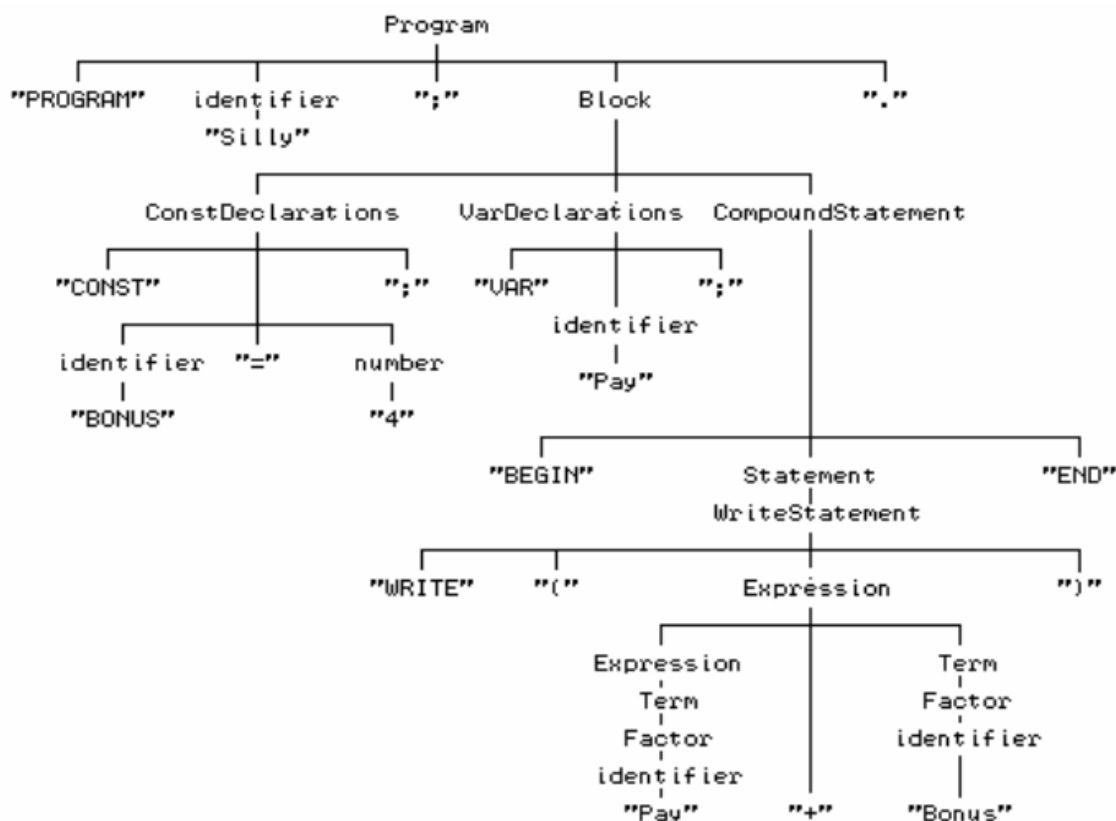 Program
"PROGRAM" identifier ";" Block "."
"Silly"
ConstDeclarations VarDeclarations CompoundStatement
"CONST" ";" "VAR" ";"
identifier
identifier "=" number
"Pay"
"BONUS" "4"
"BEGIN" Statement "END"
WriteStatement
"WRITE" "(" Expression ")"
Expression Term
Term Factor
Factor identifier
identifier
"Pay" "+" "Bonus"